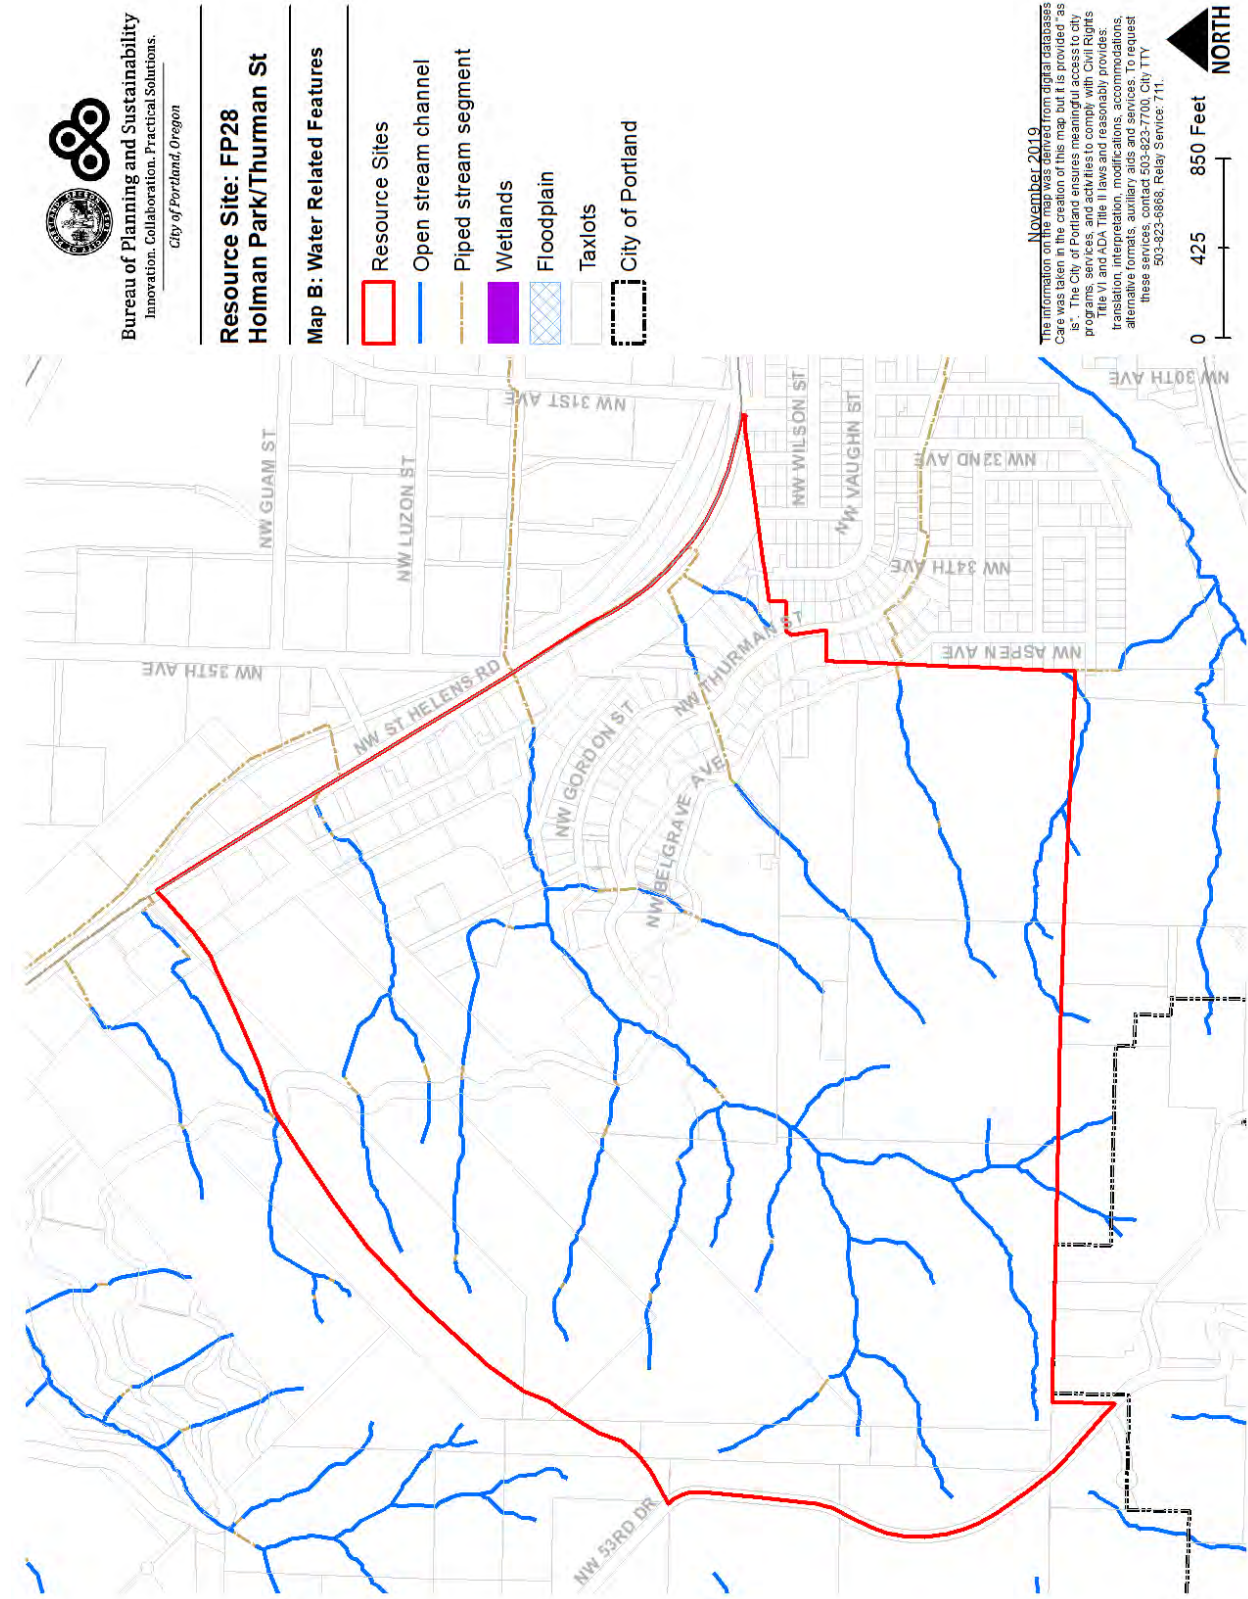 Bureau of Planning and Sustainability
Innovation. Collaboration. Practical Solutions.
City of Portland, Oregon
Resource Site: FP28
Holman Park/Thurman St
Map B: Water Related Features
Resource Sites
Open stream channel
Piped stream segment
Wetlands
Floodplain
Taxlots
City of Portland
November 2019
The information on the map was derived from digital databases
Care was taken in the creation of this map but it is provided "as
is". The City of Portland ensures meaningful access to city
programs, services, and activities to comply with Civil Rights
Title VI and ADA Title II laws and reasonably provides:
translation, interpretation, modifications, accommodations,
alternative formats, auxiliary aids and services. To request
these services, contact 503-823-7700, City TTY
503-823-6868, Relay Service: 711.
0 425 850 Feet
NORTH
NW GUAM ST
NW 31ST AVE
NW LUZON ST
NW 35TH AVE
NW ST HELENS RD
NW WILSON ST
NW VAUGHN ST
NW 30TH AVE
NW 32ND AVE
NW 34TH AVE
NW ASPEN AVE
NW THURMAN ST
NW GORDON ST
NW BELGRAVE AVE
NW 53RD DR